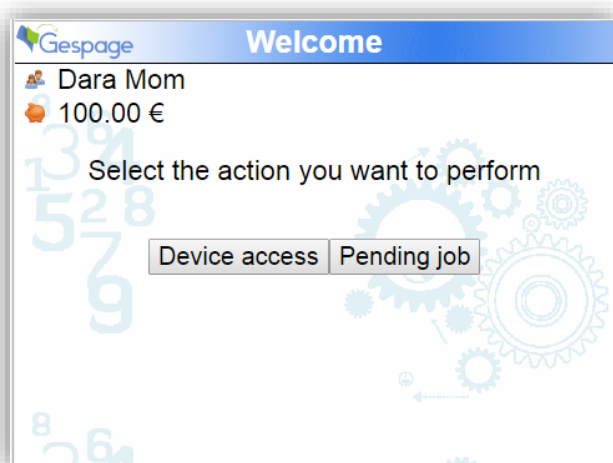 Gespage Welcome
Dara Mom
100.00 €
Select the action you want to perform
Device access Pending job